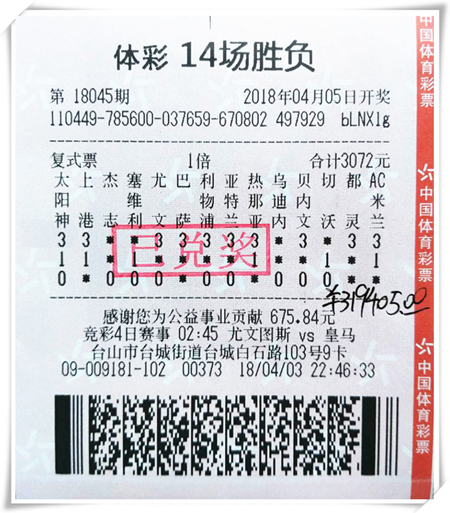 体彩 14场胜负
第 18045期 2018年04月05日开奖
110449-785600-037659-670802 497929 bLNX1g
复式票 1倍 合计3072元
太 上 杰 塞 尤 巴 利 亚 热 乌 贝 切 都 AC
阳 维 物 特 那 迪 内 米
神 港 志 利 文 萨 浦 兰 亚 内 文 沃 灵 兰
已兑奖
¥319405.00
感谢您为公益事业贡献 675.84元
竞彩4日赛事 02:45 尤文图斯 vs 皇马
台山市台城街道台城白石路103号9卡
09-009181-102 00373 18/04/03 22:46:33
中国体育彩票
中国体育彩票
中国体育彩票